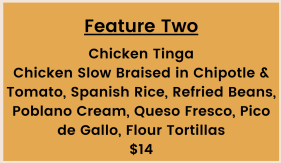 Feature Two
Chicken Tinga
Chicken Slow Braised in Chipotle &
Tomato, Spanish Rice, Refried Beans,
Poblano Cream, Queso Fresco, Pico
de Gallo, Flour Tortillas
$14